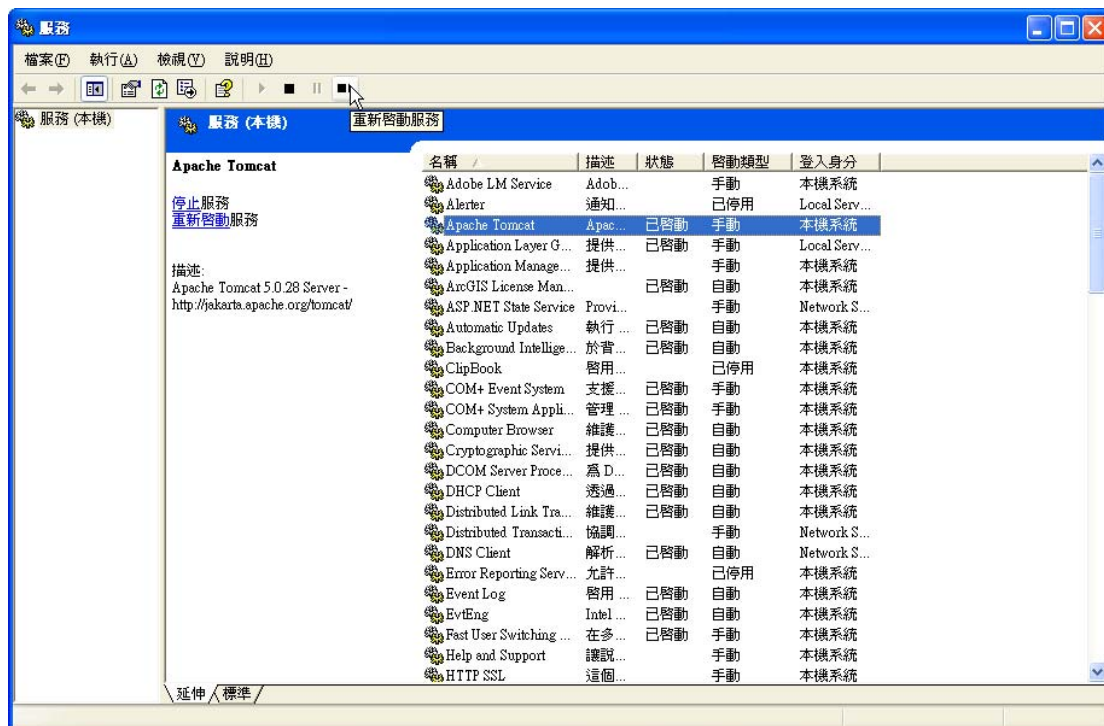 服務
檔案(F) 執行(A) 檢視(V) 說明(H)
服務 (本機)
服務 (本機)
重新啟動服務
Apache Tomcat
停止服務
重新啟動服務
描述:
Apache Tomcat 5.0.28 Server -
http://jakarta.apache.org/tomcat/
名稱 描述 狀態 啟動類型 登入身分
Adobe LM Service Adob... 手動 本機系統
Alerter 通知... 已停用 Local Serv...
Apache Tomcat Apac... 已啟動 手動 本機系統
Application Layer G... 提供... 已啟動 手動 Local Serv...
Application Manage... 提供... 手動 本機系統
ArcGIS License Man... 已啟動 自動 本機系統
ASP.NET State Service Provi... 手動 Network S...
Automatic Updates 執行 ... 已啟動 自動 本機系統
Background Intellige... 於背... 已啟動 自動 本機系統
ClipBook 啟用... 已停用 本機系統
COM+ Event System 支援... 已啟動 手動 本機系統
COM+ System Appli... 管理 ... 已啟動 手動 本機系統
Computer Browser 維護... 已啟動 自動 本機系統
Cryptographic Servi... 提供... 已啟動 自動 本機系統
DCOM Server Proce... 為 D... 已啟動 自動 本機系統
DHCP Client 透過... 已啟動 自動 本機系統
Distributed Link Tra... 維護... 已啟動 自動 本機系統
Distributed Transacti... 協調... 手動 Network S...
DNS Client 解析... 已啟動 自動 Network S...
Error Reporting Serv... 允許... 已停用 本機系統
Event Log 啟用 ... 已啟動 自動 本機系統
EvtEng Intel ... 已啟動 自動 本機系統
Fast User Switching ... 在多... 已啟動 手動 本機系統
Help and Support 讓說... 手動 本機系統
HTTP SSL 這個... 手動 本機系統
延伸 標準